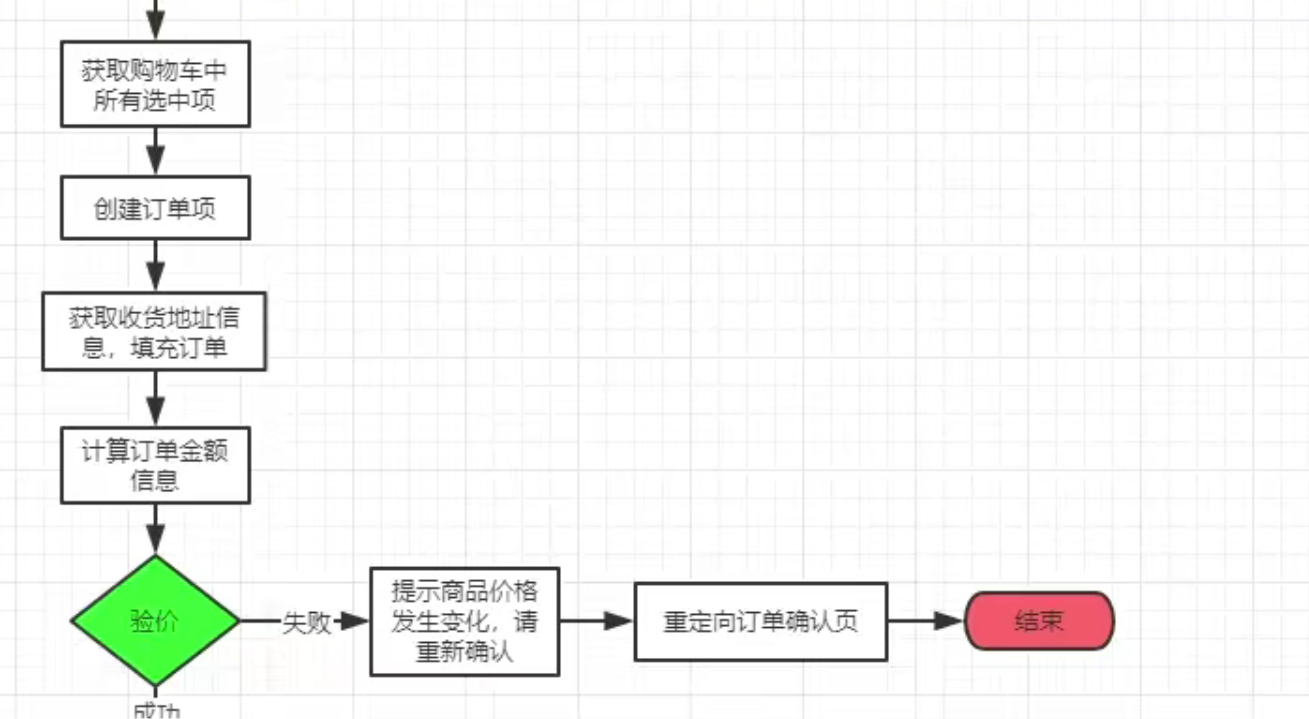 获取购物车中
所有选中项
创建订单项
获取收货地址信
息，填充订单
计算订单金额
信息
验价
失败
提示商品价格
发生变化，请
重新确认
重定向订单确认页
结束
成功